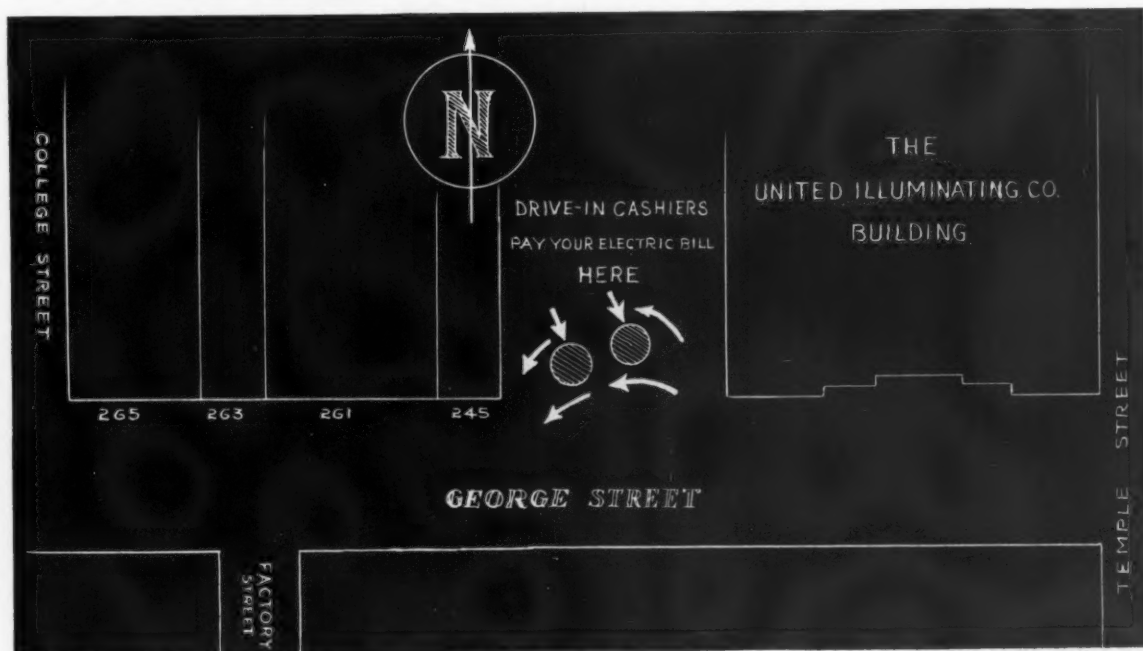 N
COLLEGE STREET
DRIVE-IN CASHIERS
PAY YOUR ELECTRIC BILL
HERE
THE
UNITED ILLUMINATING CO.
BUILDING
265
263
261
245
GEORGE STREET
TEMPLE STREET
FACTORY
STREET